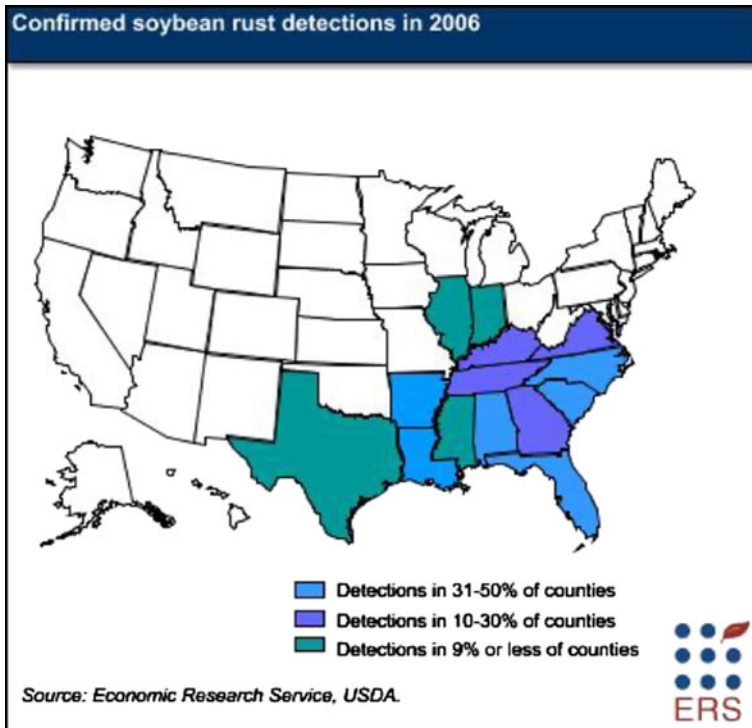 Confirmed soybean rust detections in 2006
Detections in 31-50% of counties
Detections in 10-30% of counties
Detections in 9% or less of counties
Source: Economic Research Service, USDA.
ERS